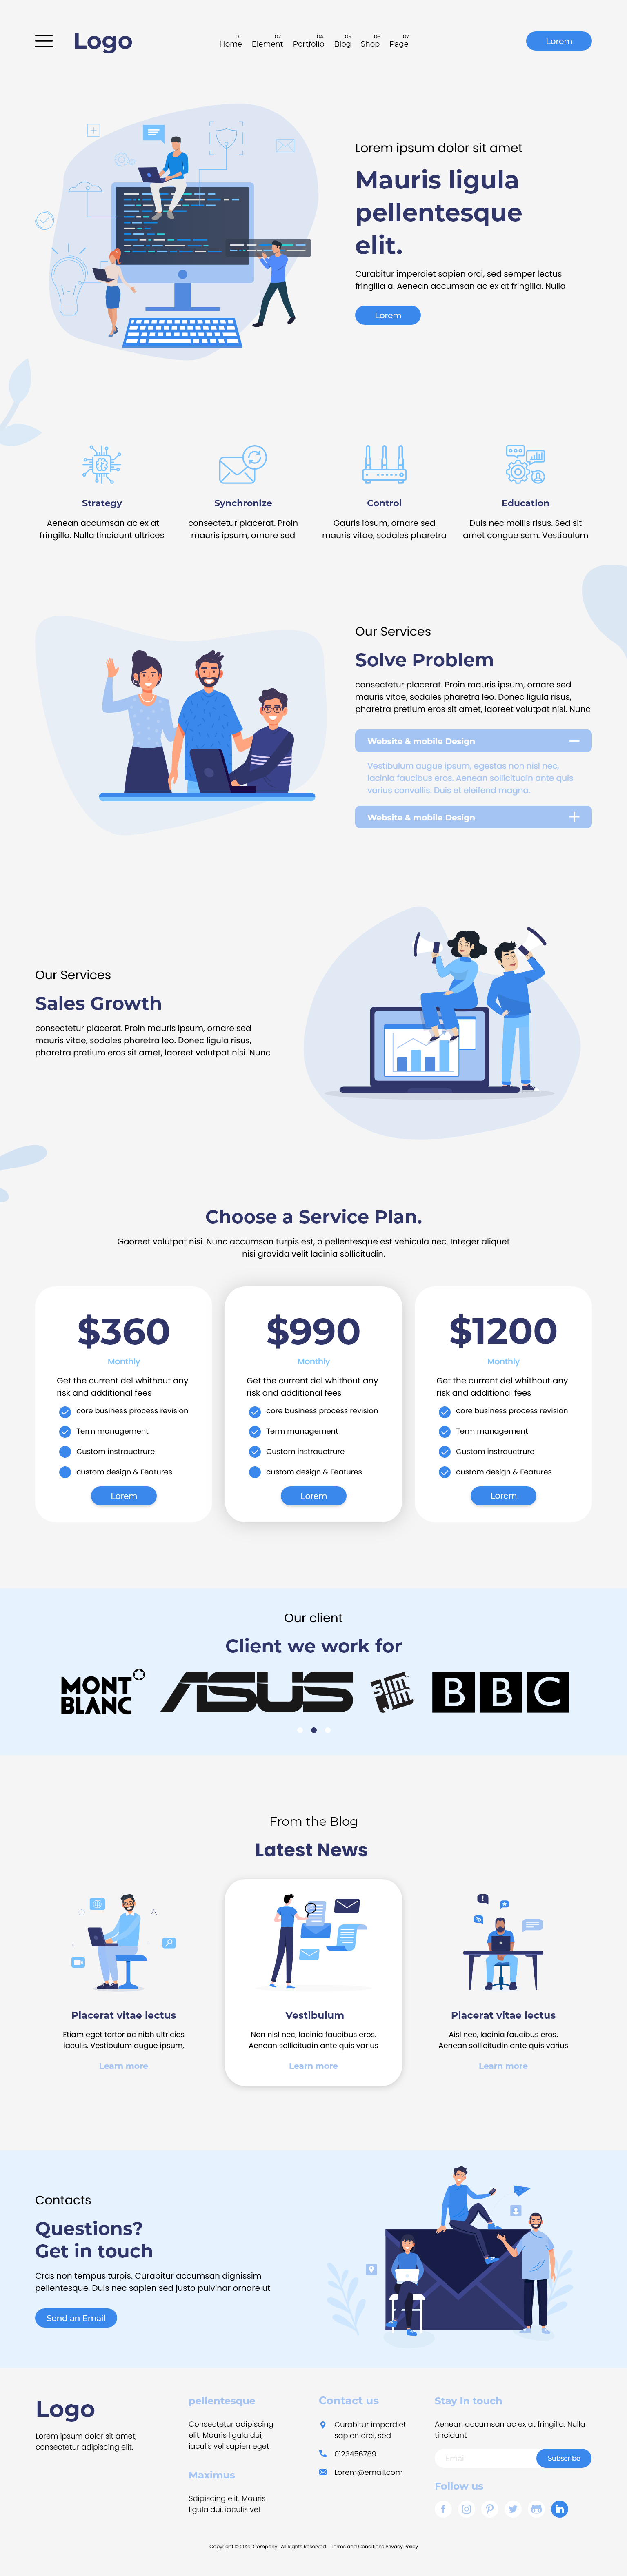 Logo
01 02 04 05 06 07
Home Element Portfolio Blog Shop Page
Lorem
Lorem ipsum dolor sit amet
Mauris ligula
pellentesque
elit.
Curabitur imperdiet sapien orci, sed semper lectus
fringilla a. Aenean accumsan ac ex at fringilla. Nulla
Lorem
Strategy
Aenean accumsan ac ex at
fringilla. Nulla tincidunt ultrices
Synchronize
consectetur placerat. Proin
mauris ipsum, ornare sed
Control
Gauris ipsum, ornare sed
mauris vitae, sodales pharetra
Education
Duis nec mollis risus. Sed sit
amet congue sem. Vestibulum
Our Services
Solve Problem
consectetur placerat. Proin mauris ipsum, ornare sed
mauris vitae, sodales pharetra leo. Donec ligula risus,
pharetra pretium eros sit amet, laoreet volutpat nisi. Nunc
Website & mobile Design
Vestibulum augue ipsum, egestas non nisl nec,
lacinia faucibus eros. Aenean sollicitudin ante quis
varius convallis. Duis et eleifend magna.
Website & mobile Design
Our Services
Sales Growth
consectetur placerat. Proin mauris ipsum, ornare sed
mauris vitae, sodales pharetra leo. Donec ligula risus,
pharetra pretium eros sit amet, laoreet volutpat nisi. Nunc
Choose a Service Plan.
Gaoreet volutpat nisi. Nunc accumsan turpis est, a pellentesque est vehicula nec. Integer aliquet
nisi gravida velit lacinia sollicitudin.
$360
Monthly
Get the current del whithout any
risk and additional fees
core business process revision
Term management
Custom instrauctrure
custom design & Features
Lorem
$990
Monthly
Get the current del whithout any
risk and additional fees
core business process revision
Term management
Custom instrauctrure
custom design & Features
Lorem
$1200
Monthly
Get the current del whithout any
risk and additional fees
core business process revision
Term management
Custom instrauctrure
custom design & Features
Lorem
Our client
Client we work for
MONT
BLANC
ASUS
slim
jim
BBC
From the Blog
Latest News
Placerat vitae lectus
Etiam eget tortor ac nibh ultricies
iaculis. Vestibulum augue ipsum,
Learn more
Vestibulum
Non nisl nec, lacinia faucibus eros.
Aenean sollicitudin ante quis varius
Learn more
Placerat vitae lectus
Aisl nec, lacinia faucibus eros.
Aenean sollicitudin ante quis varius
Learn more
Contacts
Questions?
Get in touch
Cras non tempus turpis. Curabitur accumsan dignissim
pellentesque. Duis nec sapien sed justo pulvinar ornare ut
Send an Email
Logo
Lorem ipsum dolor sit amet,
consectetur adipiscing elit.
pellentesque
Consectetur adipiscing
elit. Mauris ligula dui,
iaculis vel sapien eget
Maximus
Sdipiscing elit. Mauris
ligula dui, iaculis vel
Contact us
Curabitur imperdiet
sapien orci, sed
0123456789
Lorem@email.com
Stay In touch
Aenean accumsan ac ex at fringilla. Nulla
tincidunt
Email
Subscribe
Follow us
Copyright © 2020 Company . All Rights Reserved. Terms and Conditions Privacy Policy